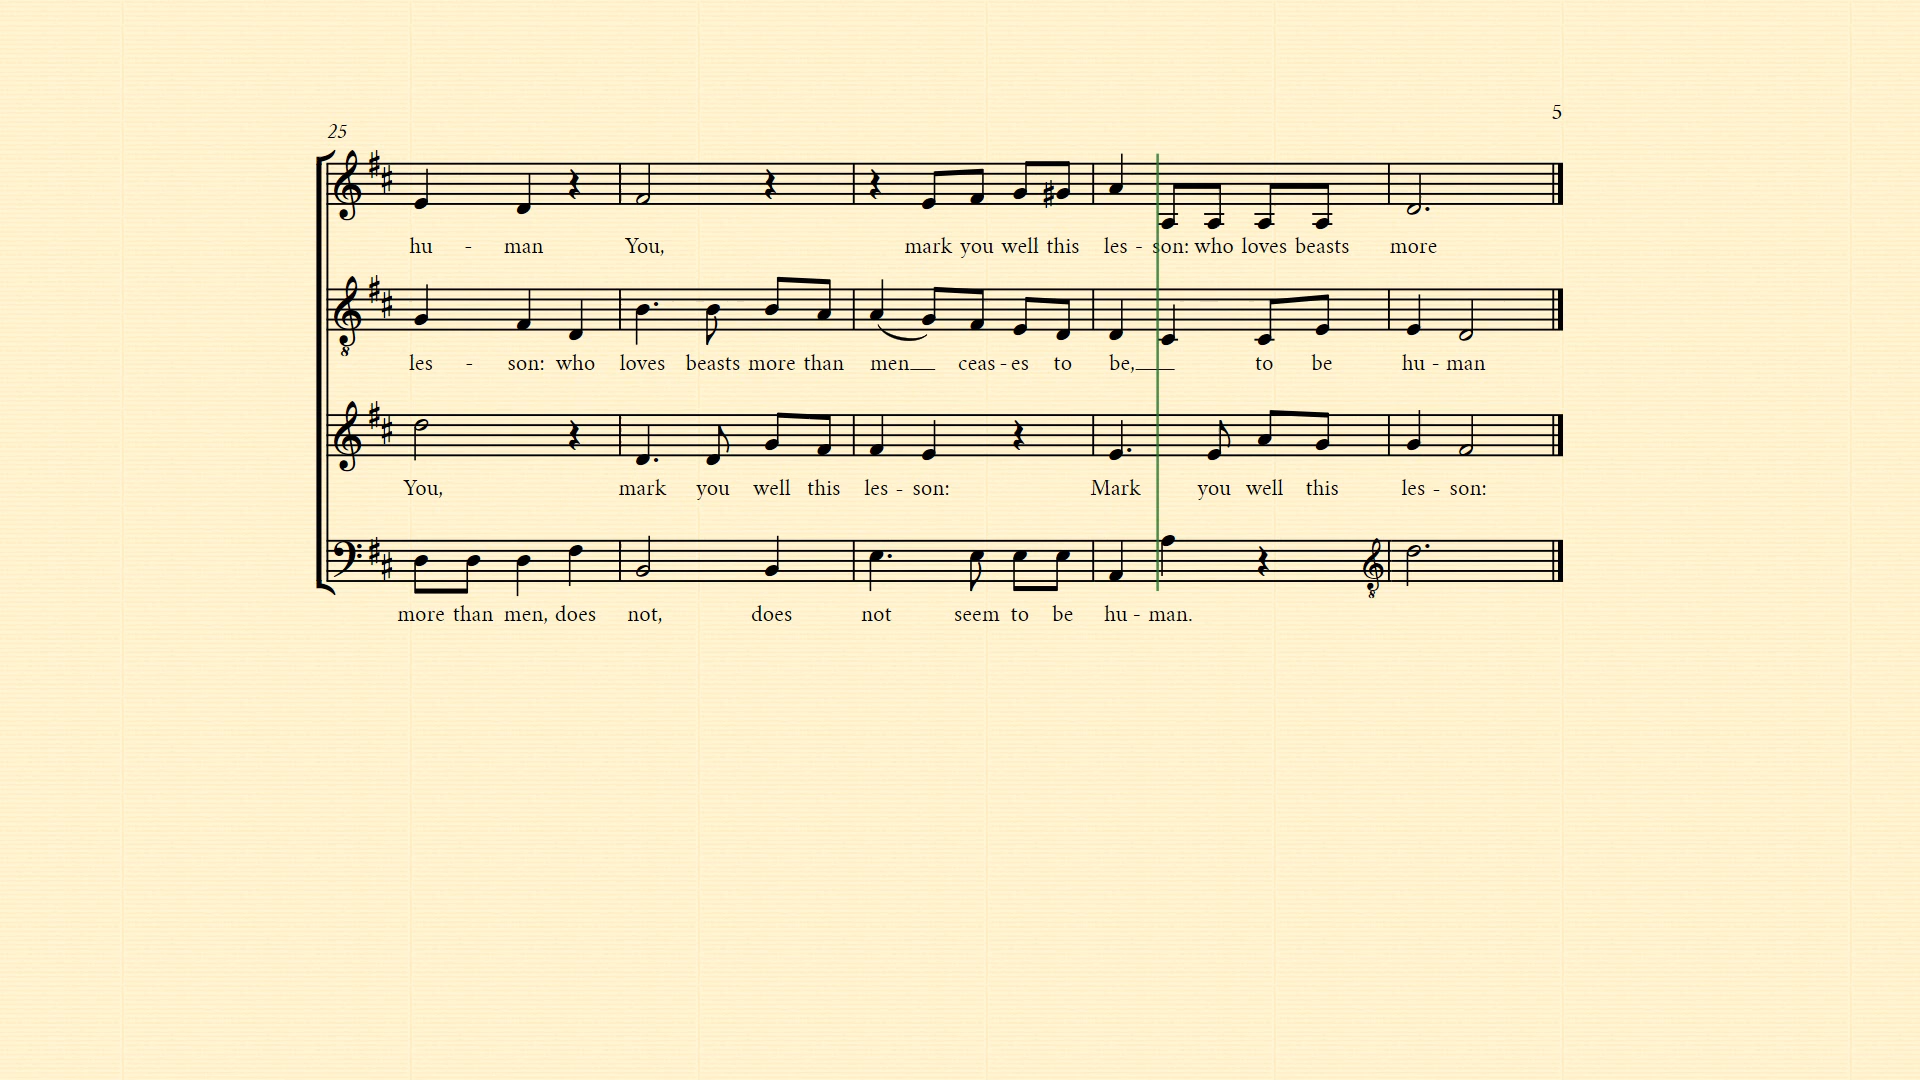 5
25
hu - man You, mark you well this les - son: who loves beasts more
les - son: who loves beasts more than men__ ceas - es to be,__ to be hu - man
You, mark you well this les - son: Mark you well this les - son:
more than men, does not, does not seem to be hu - man.